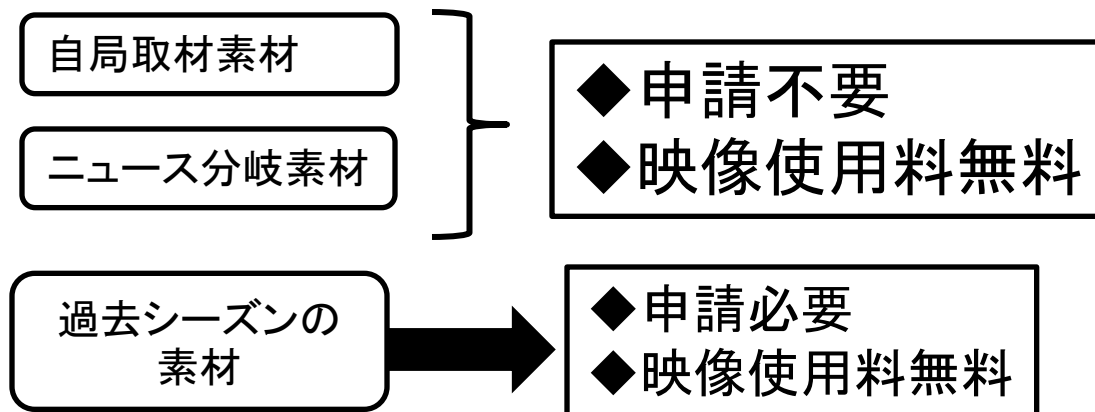 自局取材素材
ニュース分岐素材
◆申請不要
◆映像使用料無料
過去シーズンの
素材
◆申請必要
◆映像使用料無料